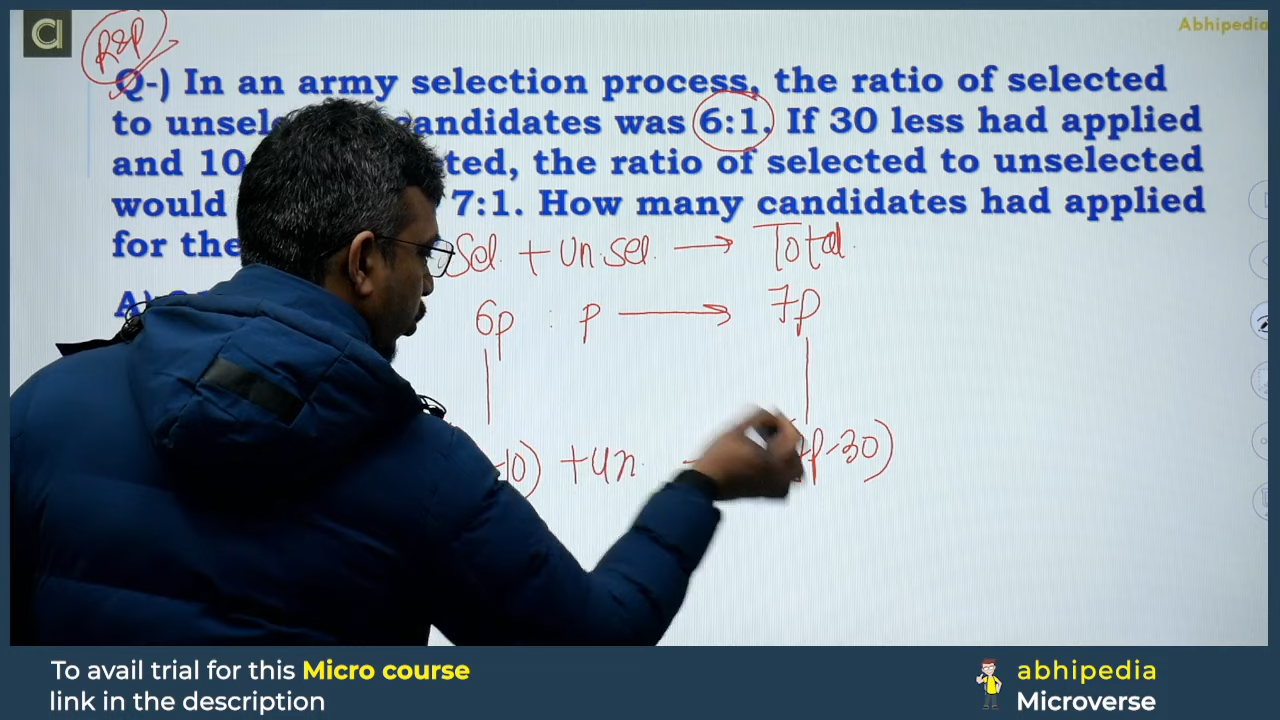 Abhipedia
RSP
Q-) In an army selection process, the ratio of selected
to candidates was 6:1. If 30 less had applied
and 10 the ratio of selected to unselected
would 7:1. How many candidates had applied
for the
Sel. + Un.sel. → Total.
A)
6p : p → 7p
-10) + un. p-30)
To avail trial for this Micro course
link in the description
abhipedia
Microverse